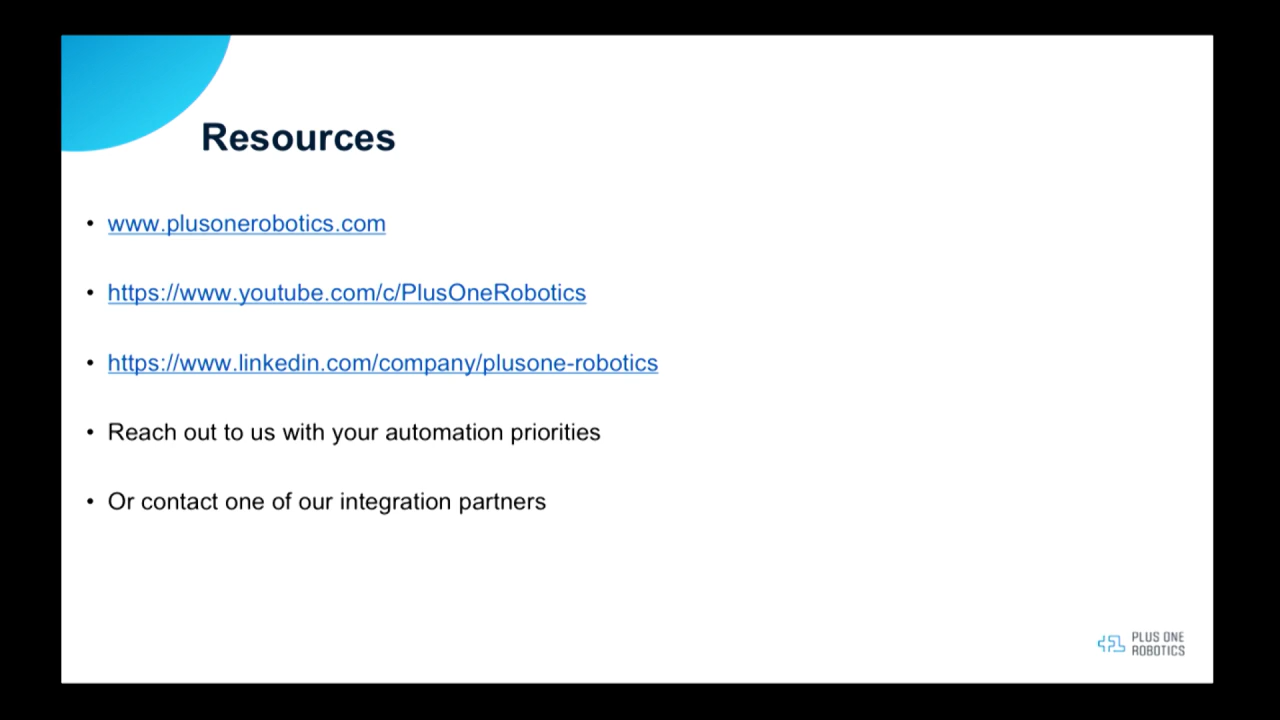 Resources
• www.plusonerobotics.com
• https://www.youtube.com/c/PlusOneRobotics
• https://www.linkedin.com/company/plusone-robotics
• Reach out to us with your automation priorities
• Or contact one of our integration partners
PLUS ONE
ROBOTICS